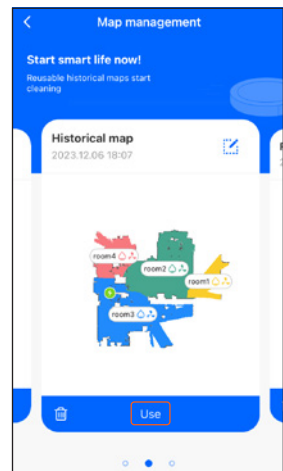 Map management
Start smart life now!
Reusable historical maps start
cleaning
Historical map
2023.12.06 18:07
room4
room2
room1
room3
Use